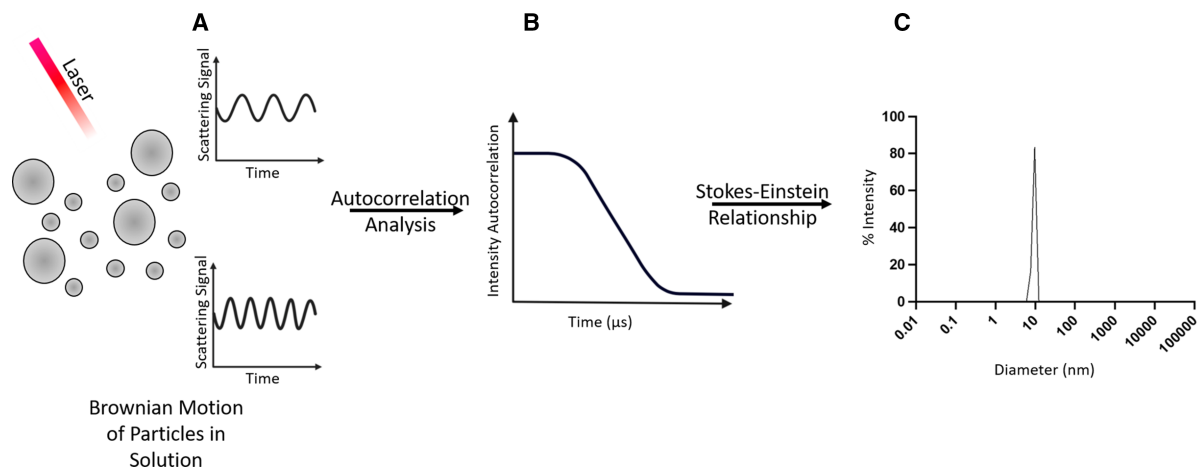 A
B
C
Laser
Scattering Signal
Time
Scattering Signal
Time
Brownian Motion
of Particles in
Solution
Autocorrelation
Analysis
Intensity Autocorrelation
Time (μs)
Stokes-Einstein
Relationship
% Intensity
100
80
60
40
20
0
0.01
0.1
1
10
100
1000
10000
100000
Diameter (nm)